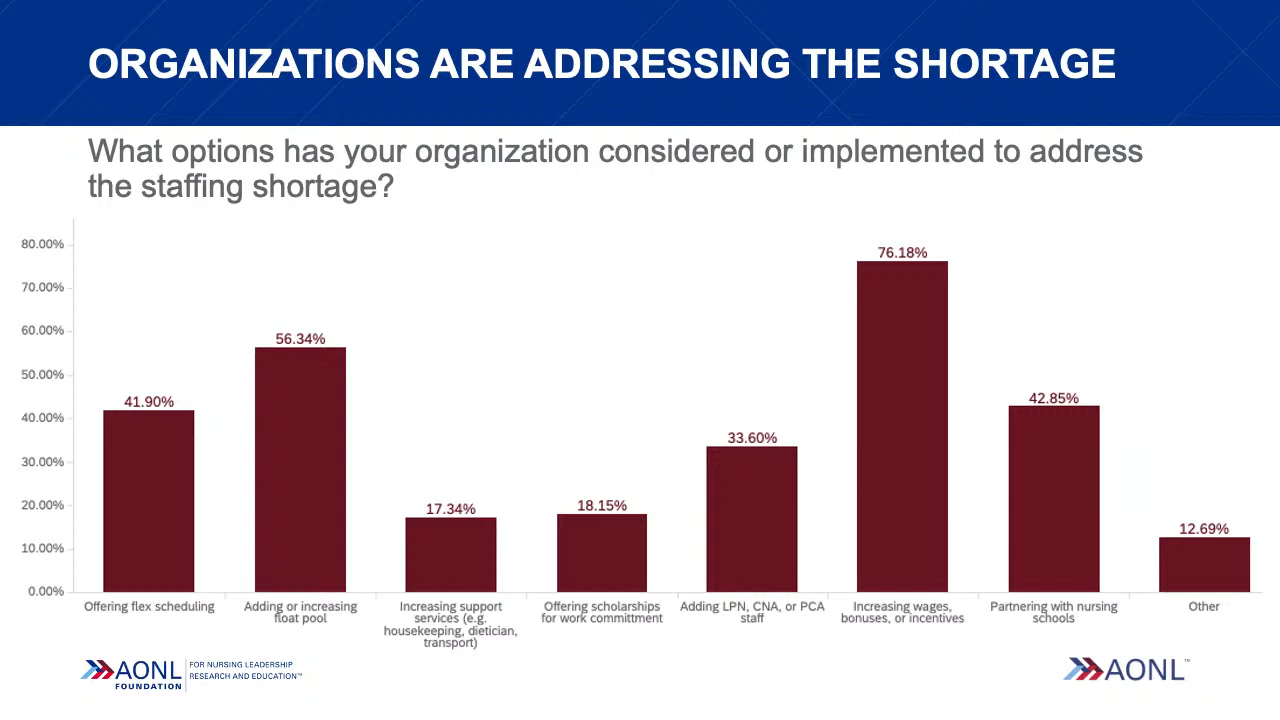 ORGANIZATIONS ARE ADDRESSING THE SHORTAGE
What options has your organization considered or implemented to address
the staffing shortage?
80.00%
70.00%
60.00%
50.00%
40.00%
30.00%
20.00%
10.00%
0.00%
41.90%
56.34%
17.34%
18.15%
33.60%
76.18%
42.85%
12.69%
Offering flex scheduling
Adding or increasing
float pool
Increasing support
services (e.g.
housekeeping, dietician,
transport)
Offering scholarships
for work committment
Adding LPN, CNA, or PCA
staff
Increasing wages,
bonuses, or incentives
Partnering with nursing
schools
Other
AONL
FOUNDATION
FOR NURSING LEADERSHIP
RESEARCH AND EDUCATION™
AONL™